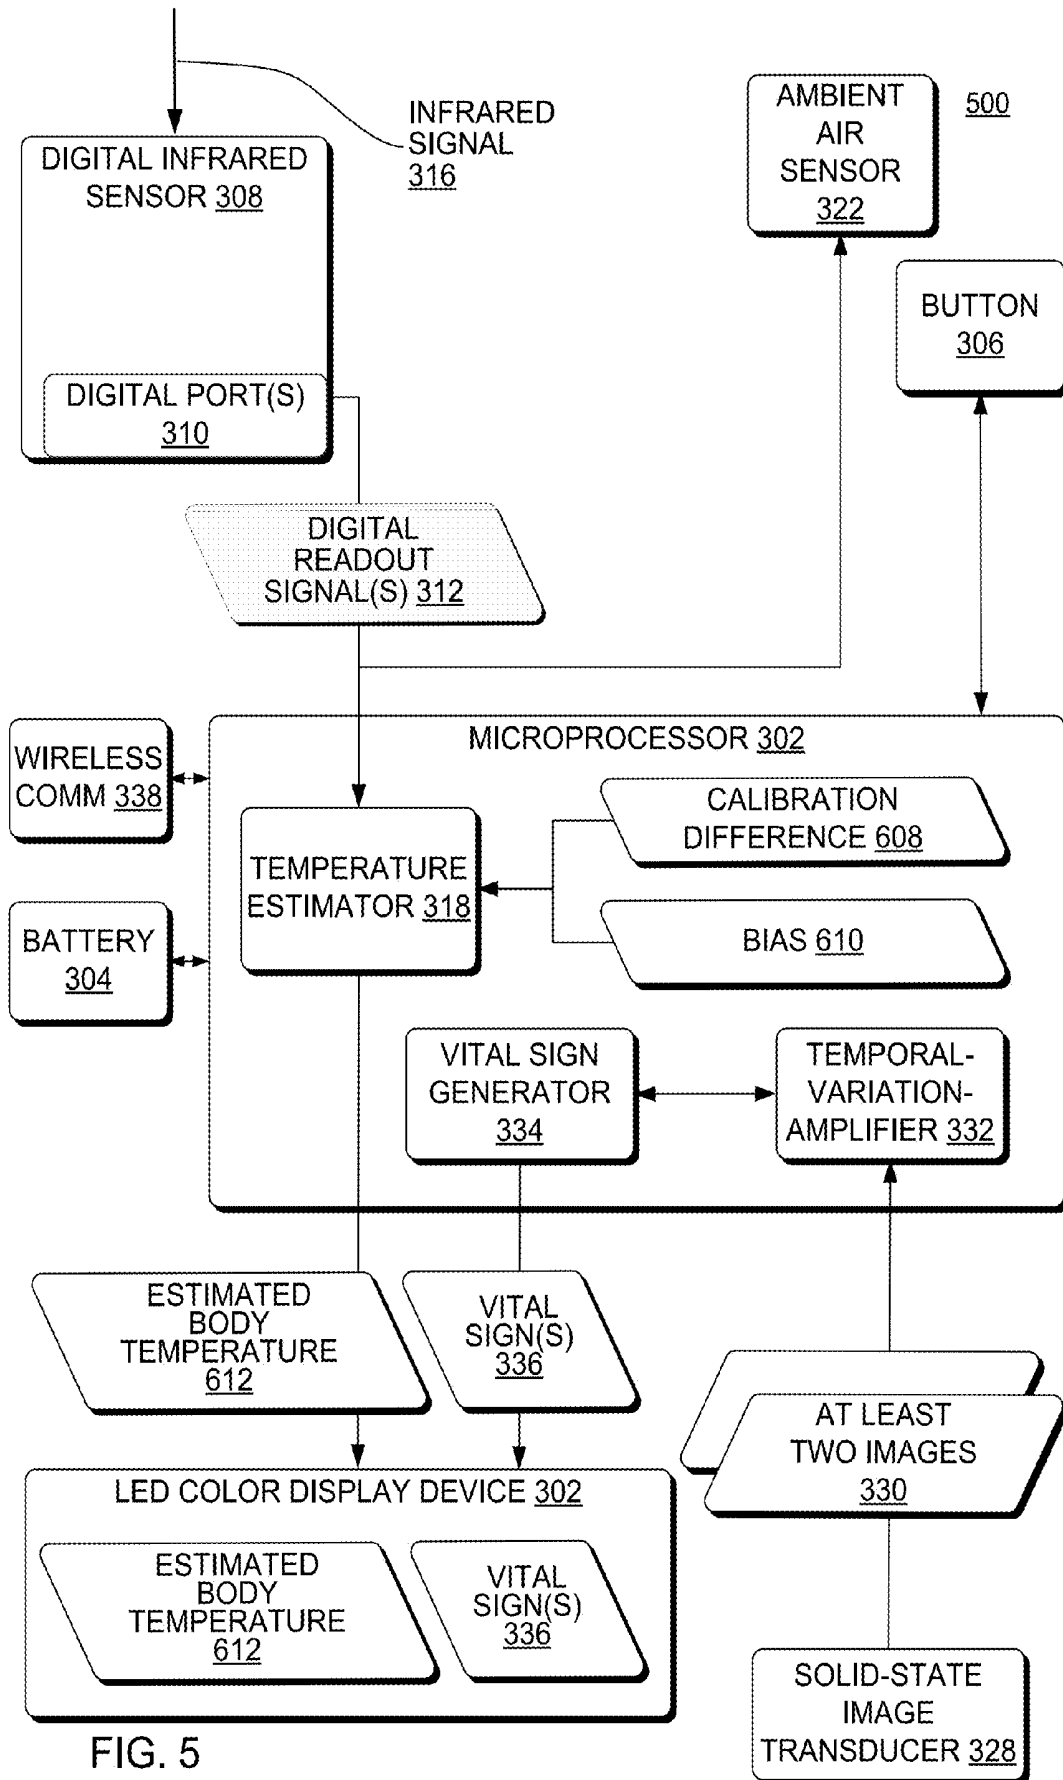 INFRARED
SIGNAL
316
DIGITAL INFRARED
SENSOR 308
DIGITAL PORT(S)
310
AMBIENT
AIR
SENSOR
322
500
BUTTON
306
DIGITAL
READOUT
SIGNAL(S) 312
WIRELESS
COMM 338
BATTERY
304
MICROPROCESSOR 302
TEMPERATURE
ESTIMATOR 318
CALIBRATION
DIFFERENCE 608
BIAS 610
VITAL SIGN
GENERATOR
334
TEMPORAL-
VARIATION-
AMPLIFIER 332
ESTIMATED
BODY
TEMPERATURE
612
VITAL
SIGN(S)
336
AT LEAST
TWO IMAGES
330
LED COLOR DISPLAY DEVICE 302
ESTIMATED
BODY
TEMPERATURE
612
VITAL
SIGN(S)
336
SOLID-STATE
IMAGE
TRANSDUCER 328
FIG. 5